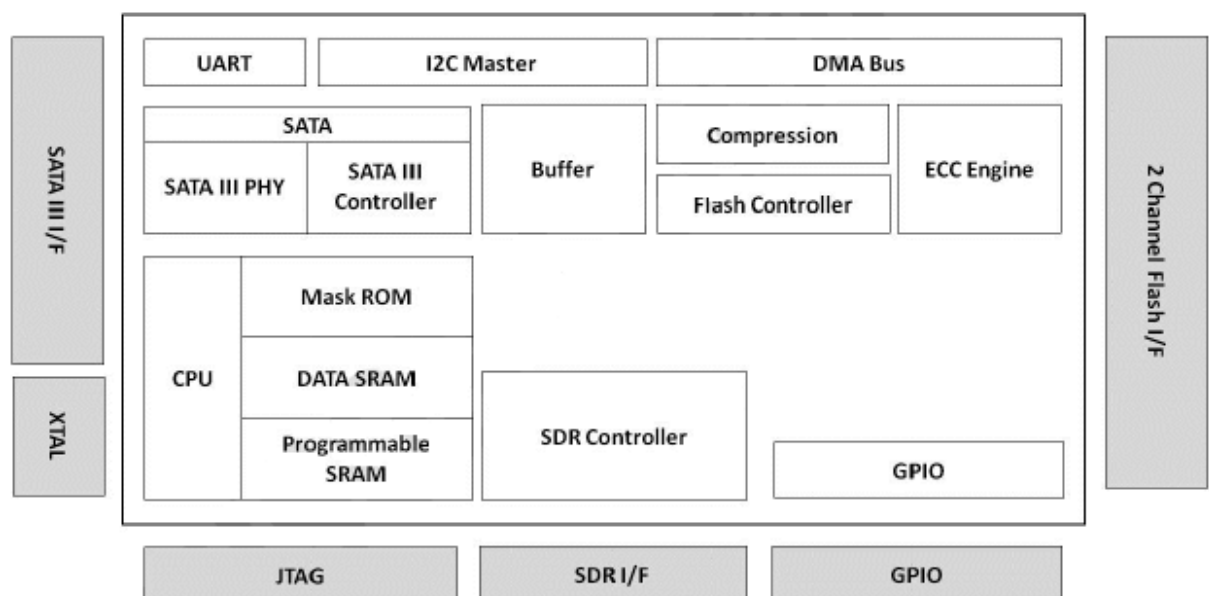 UART
I2C Master
DMA Bus
SATA III I/F
SATA
SATA III PHY
SATA III
Controller
Buffer
Compression
Flash Controller
ECC Engine
2 Channel Flash I/F
CPU
Mask ROM
DATA SRAM
Programmable
SRAM
SDR Controller
GPIO
XTAL
JTAG
SDR I/F
GPIO